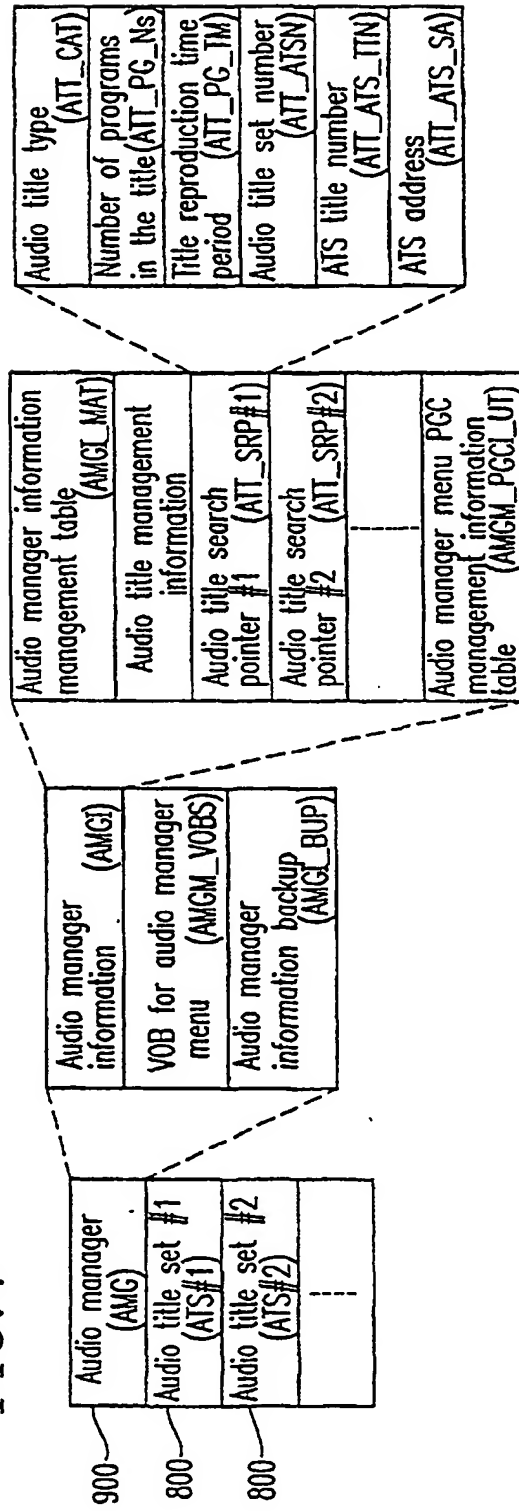 900
Audio manager
(AMG)
800
Audio title set #1
(ATS#1)
800
Audio title set #2
(ATS#2)
Audio manager
information (AMGI)
VOB for audio manager
menu (AMGM_VOBS)
Audio manager
information backup
(AMGI_BUP)
Audio manager information
management table
(AMGI_MAT)
Audio title management
information
Audio title search
pointer #1 (ATT_SRP#1)
Audio title search
pointer #2 (ATT_SRP#2)
Audio manager menu PGC
management information
table (AMGM_PGCI_UT)
Audio title type
(ATT_CAT)
Number of programs
in the title(ATT_PG_Ns)
Title reproduction time
period (ATT_PG_TM)
Audio title set number
(ATT_ATSN)
ATS title number
(ATT_ATS_TTN)
ATS address
(ATT_ATS_SA)